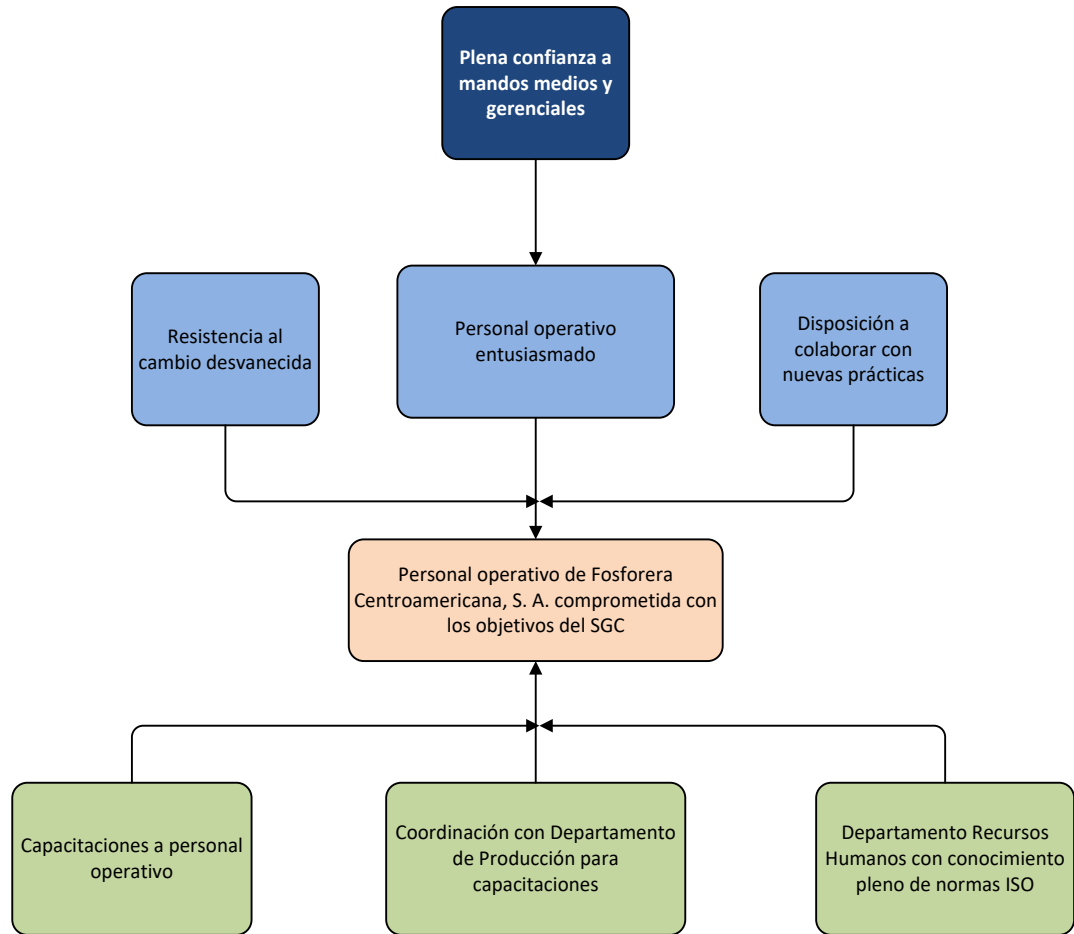 Plena confianza a
mandos medios y
gerenciales
Resistencia al
cambio desvanecida
Personal operativo
entusiasmado
Disposición a
colaborar con
nuevas prácticas
Personal operativo de Fosforera
Centroamericana, S. A. comprometida con
los objetivos del SGC
Capacitaciones a personal
operativo
Coordinación con Departamento
de Producción para
capacitaciones
Departamento Recursos
Humanos con conocimiento
pleno de normas ISO